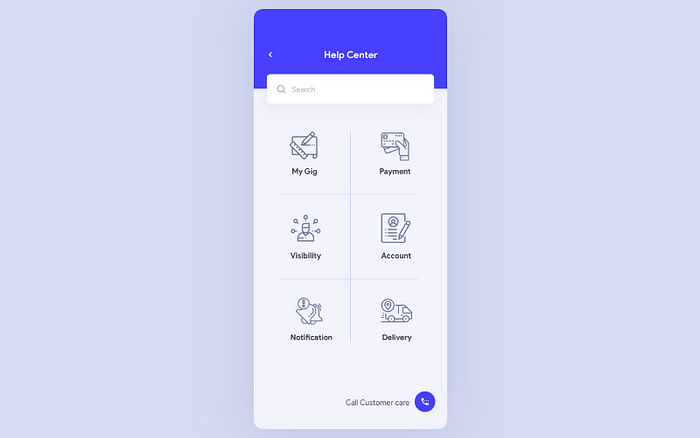 Help Center
Search
My Gig
Payment
Visibility
Account
Notification
Delivery
Call Customer care